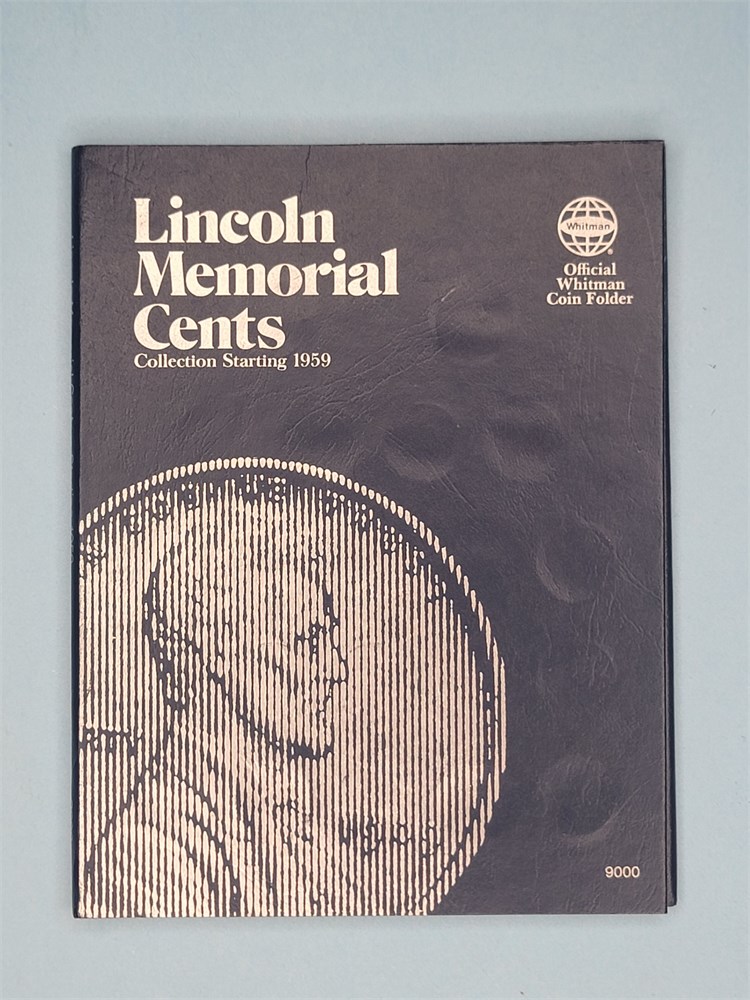 Lincoln
Memorial
Cents
Collection Starting 1959
Whitman
®
Official
Whitman
Coin Folder
9000